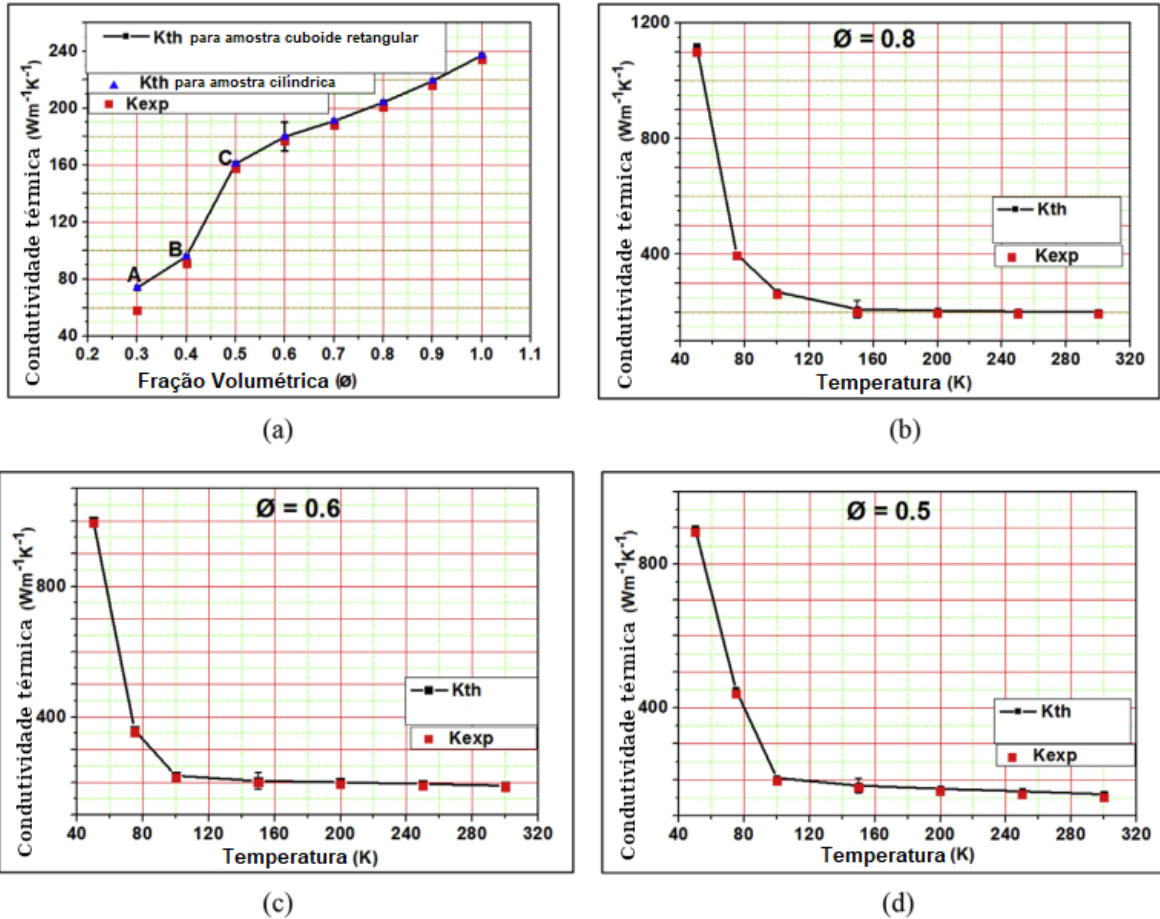 Kth para amostra cuboide retangular
Kth para amostra cilíndrica
Kexp
Condutividade térmica (Wm⁻¹K⁻¹)
240
200
160
120
80
40
A
B
C
0.2 0.3 0.4 0.5 0.6 0.7 0.8 0.9 1.0 1.1
Fração Volumétrica (Ø)
(a)
Ø = 0.8
Condutividade térmica (Wm⁻¹K⁻¹)
1200
800
400
Kth
Kexp
40 80 120 160 200 240 280 320
Temperatura (K)
(b)
Ø = 0.6
Condutividade térmica (Wm⁻¹K⁻¹)
800
400
Kth
Kexp
40 80 120 160 200 240 280 320
Temperatura (K)
(c)
Ø = 0.5
Condutividade térmica (Wm⁻¹K⁻¹)
800
400
Kth
Kexp
40 80 120 160 200 240 280 320
Temperatura (K)
(d)